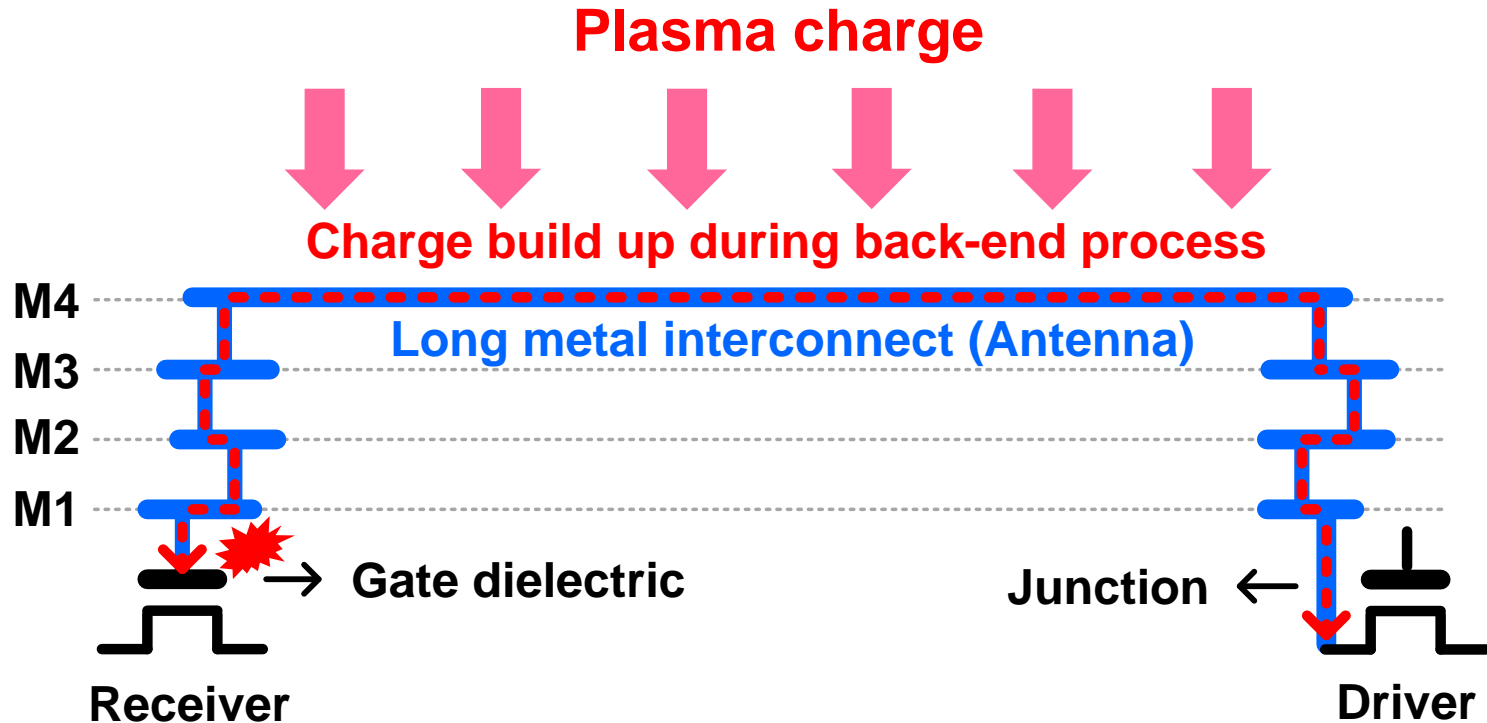 Plasma charge
Charge build up during back-end process
M4
Long metal interconnect (Antenna)
M3
M2
M1
Gate dielectric
Junction
Receiver
Driver